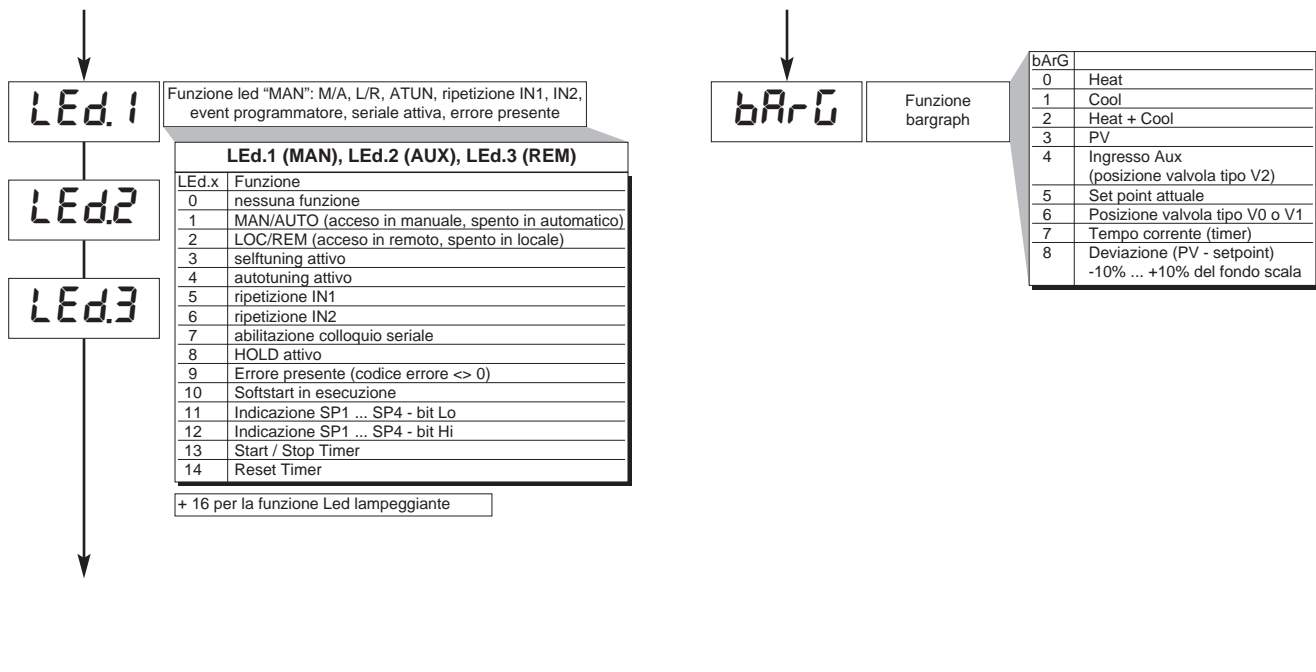 LEd.1
Funzione led “MAN”: M/A, L/R, ATUN, ripetizione IN1, IN2,
event programmatore, seriale attiva, errore presente
LEd.1 (MAN), LEd.2 (AUX), LEd.3 (REM)
LEd.x Funzione
0 nessuna funzione
1 MAN/AUTO (acceso in manuale, spento in automatico)
2 LOC/REM (acceso in remoto, spento in locale)
3 selftuning attivo
4 autotuning attivo
5 ripetizione IN1
6 ripetizione IN2
7 abilitazione colloquio seriale
8 HOLD attivo
9 Errore presente (codice errore <> 0)
10 Softstart in esecuzione
11 Indicazione SP1 ... SP4 - bit Lo
12 Indicazione SP1 ... SP4 - bit Hi
13 Start / Stop Timer
14 Reset Timer
+ 16 per la funzione Led lampeggiante
LEd.2
LEd.3
bArG
Funzione
bargraph
bArG
0 Heat
1 Cool
2 Heat + Cool
3 PV
4 Ingresso Aux
(posizione valvola tipo V2)
5 Set point attuale
6 Posizione valvola tipo V0 o V1
7 Tempo corrente (timer)
8 Deviazione (PV - setpoint)
-10% ... +10% del fondo scala